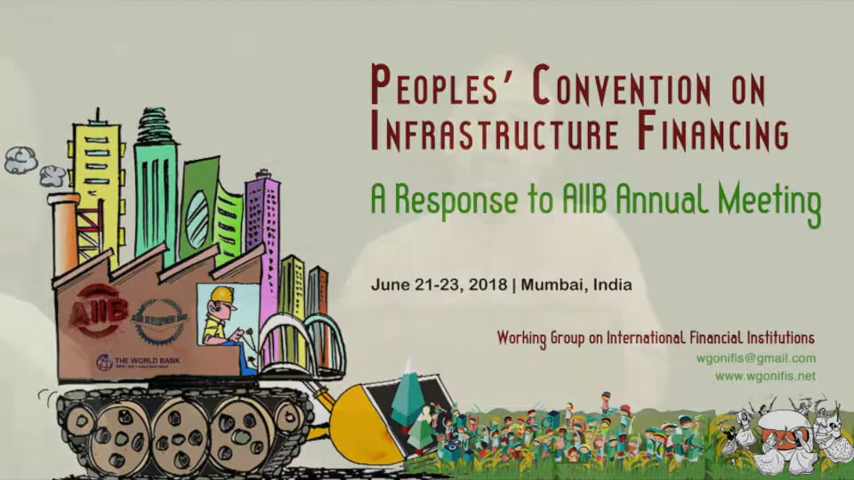 PEOPLES' CONVENTION ON
INFRASTRUCTURE FINANCING
A Response to AIIB Annual Meeting
June 21-23, 2018 | Mumbai, India
Working Group on International Financial Institutions
wgonifis@gmail.com
www.wgonifis.net
AIIB
THE WORLD BANK